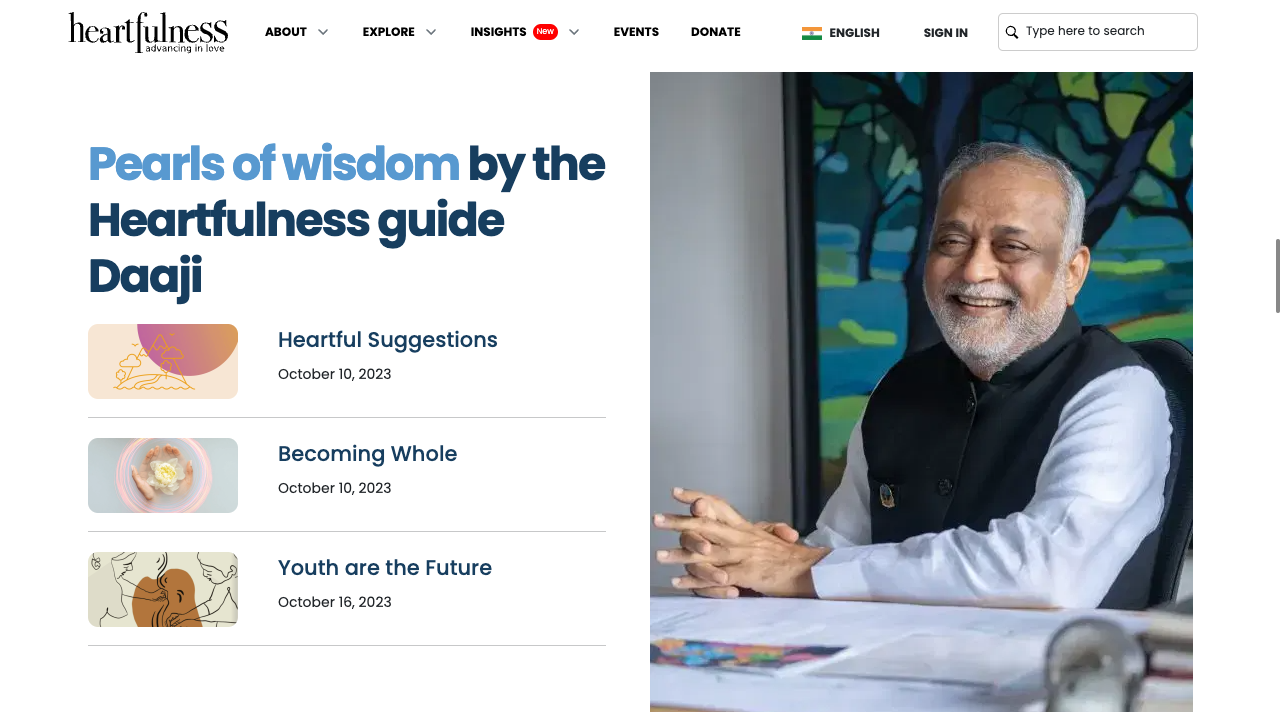 heartfulness
advancing in love
ABOUT
EXPLORE
INSIGHTS New
EVENTS
DONATE
ENGLISH
SIGN IN
Type here to search
Pearls of wisdom by the
Heartfulness guide
Daaji
Heartful Suggestions
October 10, 2023
Becoming Whole
October 10, 2023
Youth are the Future
October 16, 2023